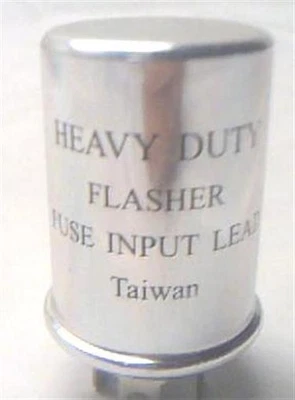 HEAVY DUTY
FLASHER
FUSE INPUT LEAD
Taiwan